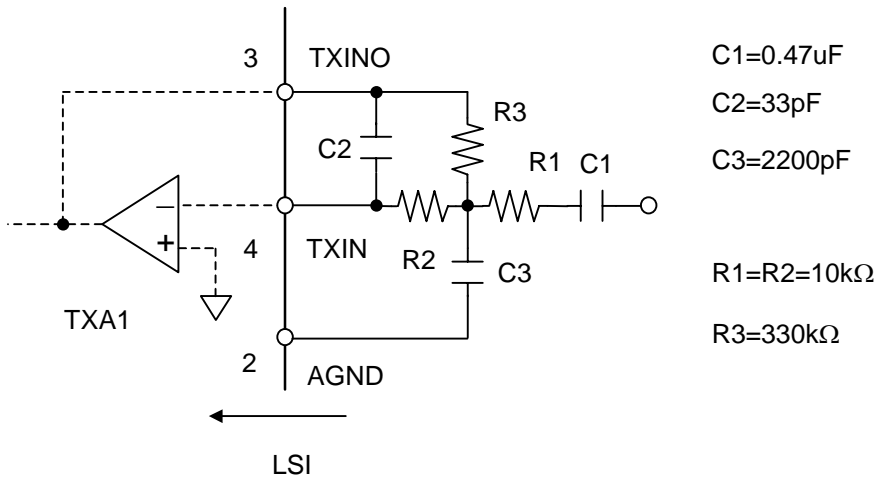 3 TXINO
C1=0.47uF
C2=33pF
R3
C2
R1 C1
C3=2200pF
−
+
4 TXIN
R2
C3
R1=R2=10kΩ
TXA1
R3=330kΩ
2
AGND
LSI